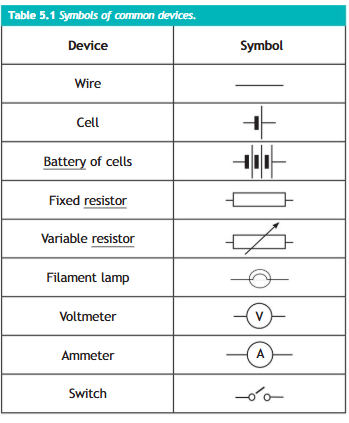 Table 5.1 Symbols of common devices.
Device Symbol
Wire
Cell
Battery of cells
Fixed resistor
Variable resistor
Filament lamp
Voltmeter V
Ammeter A
Switch